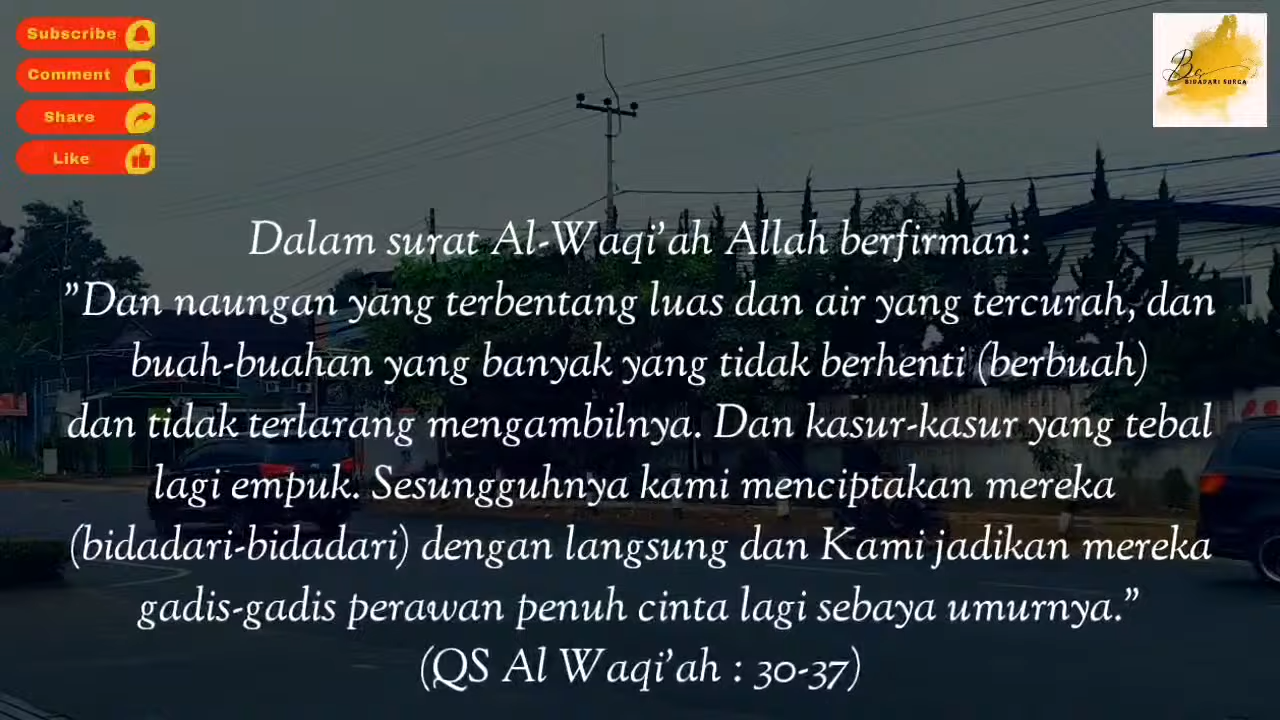 Subscribe
Comment
Share
Like
Bs
BIDADARI SURGA
Dalam surat Al-Waqi'ah Allah berfirman:
"Dan naungan yang terbentang luas dan air yang tercurah, dan
buah-buahan yang banyak yang tidak berhenti (berbuah)
dan tidak terlarang mengambilnya. Dan kasur-kasur yang tebal
lagi empuk. Sesungguhnya kami menciptakan mereka
(bidadari-bidadari) dengan langsung dan Kami jadikan mereka
gadis-gadis perawan penuh cinta lagi sebaya umurnya."
(QS Al Waqi'ah : 30-37)